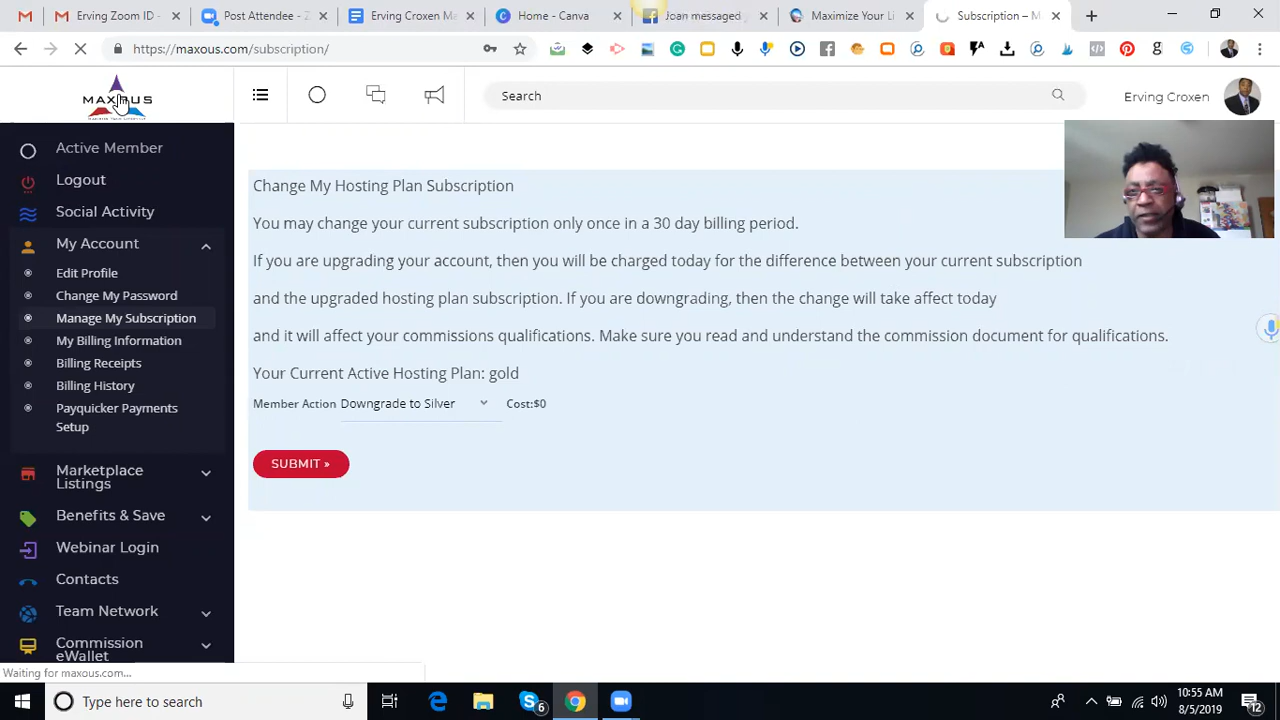 Erving Zoom ID -
Post Attendee - Z
Erving Croxen Ma
Home - Canva
Joan messaged
Maximize Your Li
Subscription – M
https://maxous.com/subscription/
MAXOUS
Search
Erving Croxen
Active Member
Logout
Social Activity
My Account
Edit Profile
Change My Password
Manage My Subscription
My Billing Information
Billing Receipts
Billing History
Payquicker Payments
Setup
Marketplace
Listings
Benefits & Save
Webinar Login
Contacts
Team Network
Commission
eWallet
Change My Hosting Plan Subscription
You may change your current subscription only once in a 30 day billing period.
If you are upgrading your account, then you will be charged today for the difference between your current subscription
and the upgraded hosting plan subscription. If you are downgrading, then the change will take affect today
and it will affect your commissions qualifications. Make sure you read and understand the commission document for qualifications.
Your Current Active Hosting Plan: gold
Member Action Downgrade to Silver Cost:$0
SUBMIT »
Waiting for maxous.com...
Type here to search
6
10:55 AM
8/5/2019
12